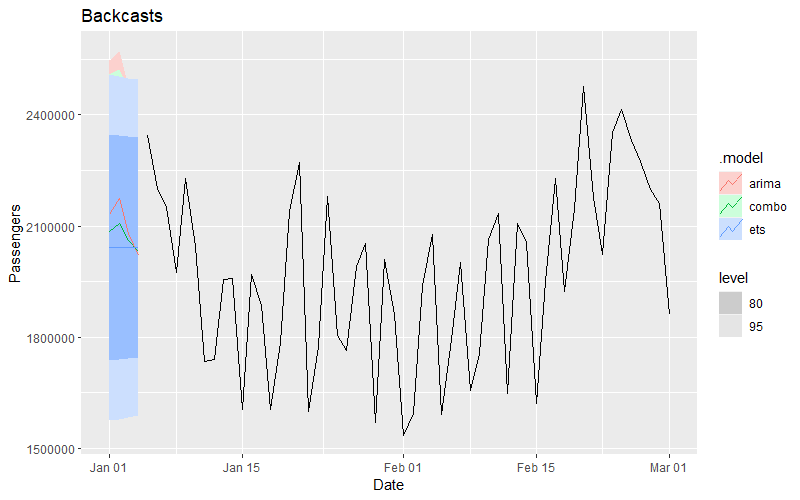 Backcasts
Passengers
2400000
2100000
1800000
1500000
Jan 01
Jan 15
Feb 01
Feb 15
Mar 01
Date
.model
arima
combo
ets
level
80
95